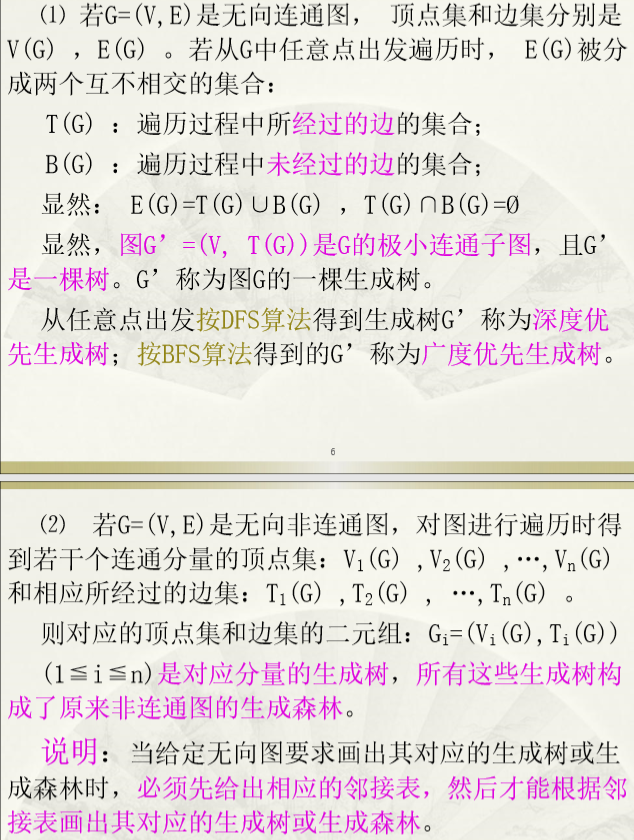 ⑴ 若G=(V,E)是无向连通图， 顶点集和边集分别是
V(G) ，E(G) 。若从G中任意点出发遍历时， E(G)被分
成两个互不相交的集合：
T(G) ：遍历过程中所经过的边的集合；
B(G) ：遍历过程中未经过的边的集合；
显然： E(G)=T(G)∪B(G) ，T(G)∩B(G)=Ø
显然，图G’=(V, T(G))是G的极小连通子图，且G’
是一棵树。G’称为图G的一棵生成树。
从任意点出发按DFS算法得到生成树G’称为深度优
先生成树；按BFS算法得到的G’称为广度优先生成树。
6
⑵ 若G=(V,E)是无向非连通图，对图进行遍历时得
到若干个连通分量的顶点集：V₁(G) ,V₂(G) ,…,Vₙ(G)
和相应所经过的边集：T₁(G) ,T₂(G) , …,Tₙ(G) 。
则对应的顶点集和边集的二元组：Gᵢ=(Vᵢ(G),Tᵢ(G))
(1≦i≦n)是对应分量的生成树，所有这些生成树构
成了原来非连通图的生成森林。
说明：当给定无向图要求画出其对应的生成树或生
成森林时，必须先给出相应的邻接表，然后才能根据邻
接表画出其对应的生成树或生成森林。